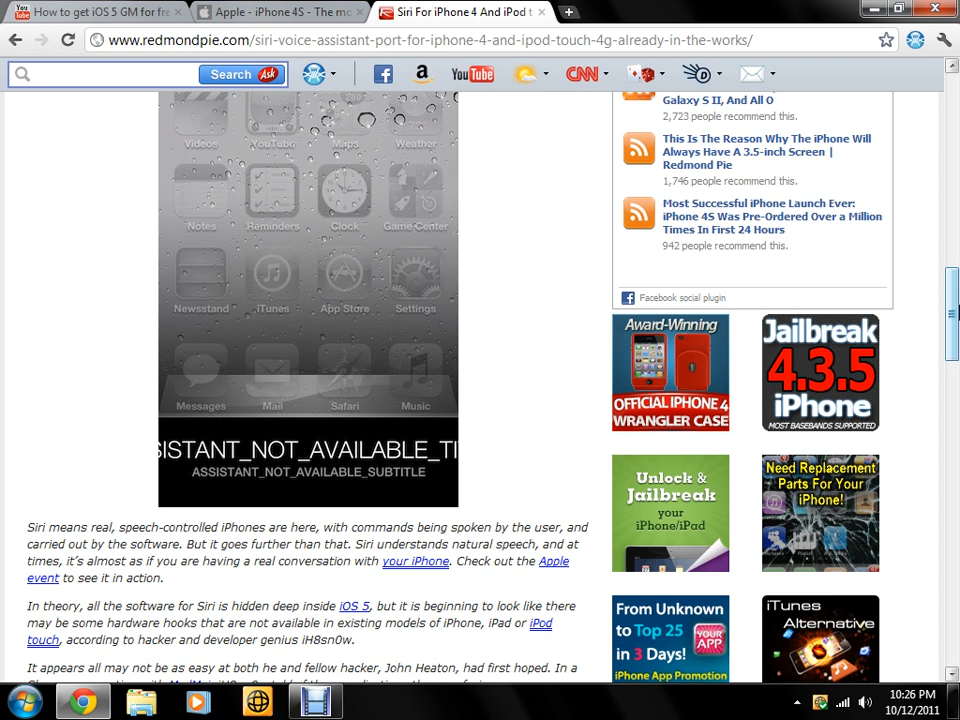 How to get iOS 5 GM for fre
Apple - iPhone 4S - The mo
Siri For iPhone 4 And iPod t
www.redmondpie.com/siri-voice-assistant-port-for-iphone-4-and-ipod-touch-4g-already-in-the-works/
Search Ask
YouTube
CNN
Videos YouTube Maps Weather
Notes Reminders Clock Game Center
Newsstand iTunes App Store Settings
Messages Mail Safari Music
SISTANT_NOT_AVAILABLE_TI
ASSISTANT_NOT_AVAILABLE_SUBTITLE
Siri means real, speech-controlled iPhones are here, with commands being spoken by the user, and
carried out by the software. But it goes further than that. Siri understands natural speech, and at
times, it's almost as if you are having a real conversation with your iPhone. Check out the Apple
event to see it in action.
In theory, all the software for Siri is hidden deep inside iOS 5, but it is beginning to look like there
may be some hardware hooks that are not available in existing models of iPhone, iPad or iPod
touch, according to hacker and developer genius iH8sn0w.
It appears all may not be as easy at both he and fellow hacker, John Heaton, had first hoped. In a
Galaxy S II, And All O
2,723 people recommend this.
This Is The Reason Why The iPhone Will
Always Have A 3.5-inch Screen |
Redmond Pie
1,746 people recommend this.
Most Successful iPhone Launch Ever:
iPhone 4S Was Pre-Ordered Over a Million
Times In First 24 Hours
942 people recommend this.
Facebook social plugin
Award-Winning
OFFICIAL IPHONE 4
WRANGLER CASE
Jailbreak
4.3.5
iPhone
MOST BASEBANDS SUPPORTED
Unlock &
Jailbreak
your
iPhone/iPad
Need Replacement
Parts For Your
iPhone!
From Unknown
to Top 25
in 3 Days!
YOUR
APP
iPhone App Promotion
iTunes
Alternative
10:26 PM
10/12/2011